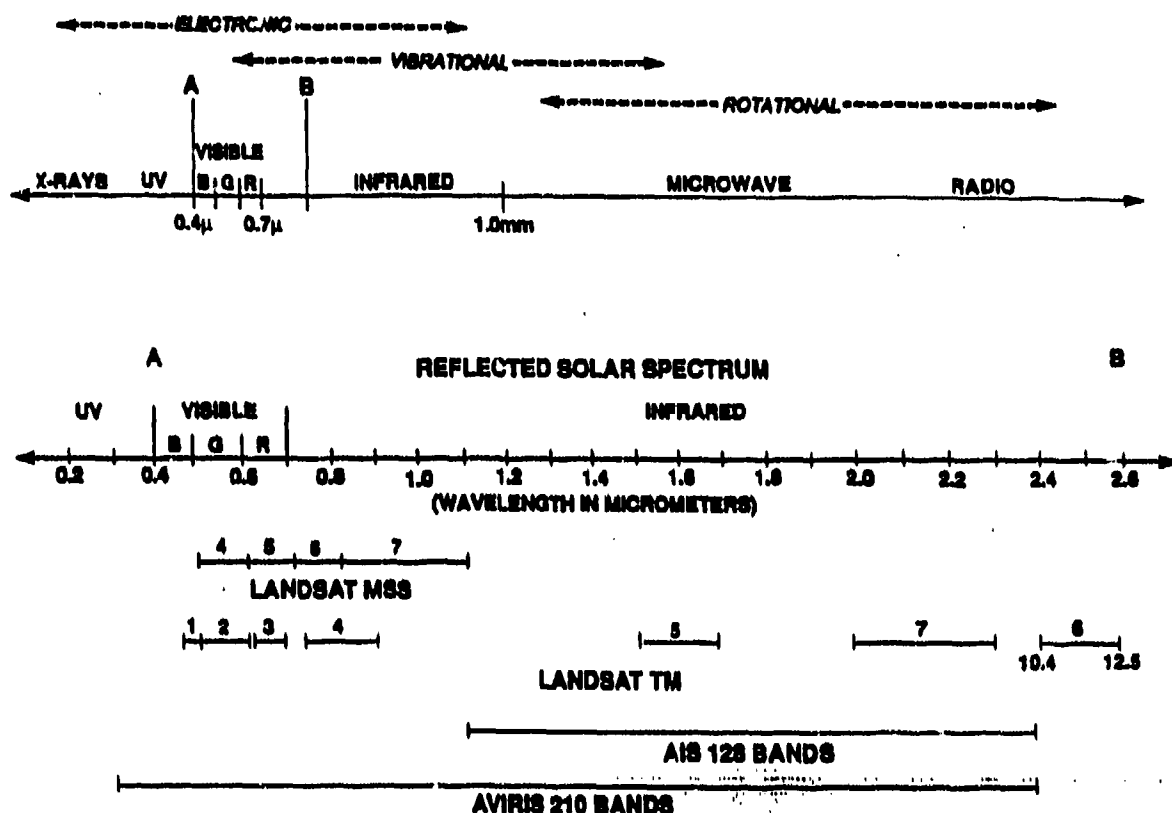 ELECTRONIC
VIBRATIONAL
ROTATIONAL
A B
VISIBLE
X-RAYS UV B G R INFRARED MICROWAVE RADIO
0.4μ 0.7μ 1.0mm
A REFLECTED SOLAR SPECTRUM B
UV VISIBLE INFRARED
B G R
0.2 0.4 0.6 0.8 1.0 1.2 1.4 1.6 1.8 2.0 2.2 2.4 2.6
(WAVELENGTH IN MICROMETERS)
4 5 6 7
LANDSAT MSS
1 2 3 4 5 7 6
10.4 12.5
LANDSAT TM
AIS 128 BANDS
AVIRIS 210 BANDS